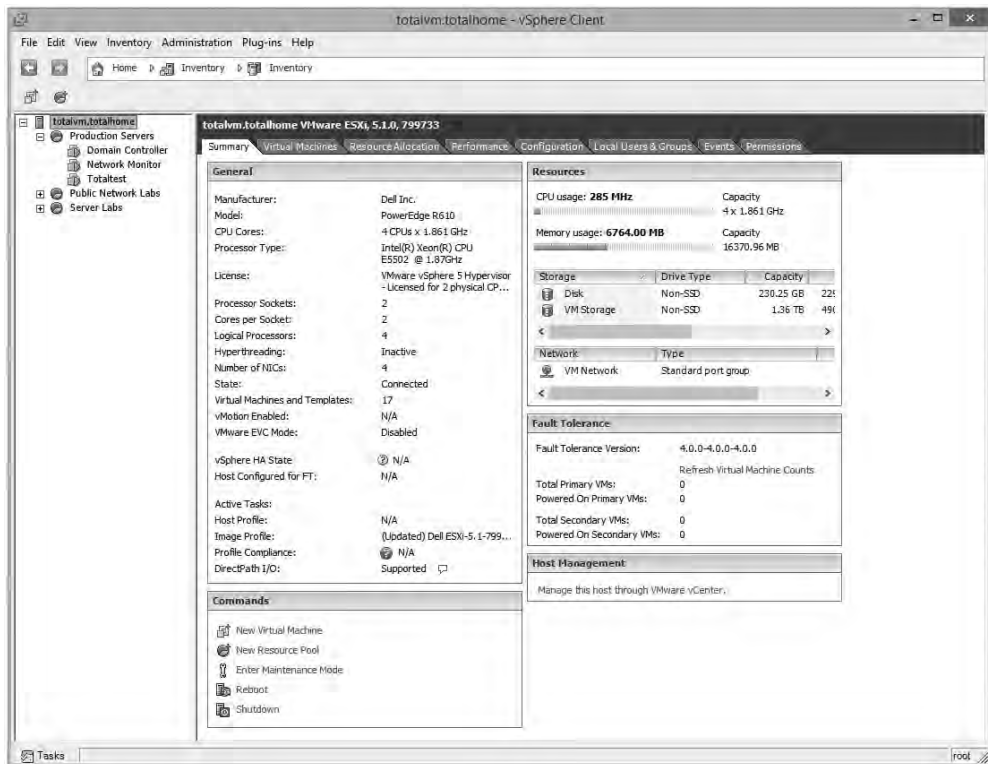 totalvm.totalhome - vSphere Client
File Edit View Inventory Administration Plug-ins Help
Home Inventory Inventory
totalvm.totalhome
Production Servers
Domain Controller
Network Monitor
Totaltest
Public Network Labs
Server Labs
totalvm.totalhome VMware ESXi, 5.1.0, 799733
Summary Virtual Machines Resource Allocation Performance Configuration Local Users & Groups Events Permissions
General
Manufacturer: Dell Inc.
Model: PowerEdge R610
CPU Cores: 4 CPUs x 1.861 GHz
Processor Type: Intel(R) Xeon(R) CPU
E5502 @ 1.87GHz
License: VMware vSphere 5 Hypervisor
- Licensed for 2 physical CP...
Processor Sockets: 2
Cores per Socket: 2
Logical Processors: 4
Hyperthreading: Inactive
Number of NICs: 4
State: Connected
Virtual Machines and Templates: 17
vMotion Enabled: N/A
VMware EVC Mode: Disabled
vSphere HA State N/A
Host Configured for FT: N/A
Active Tasks:
Host Profile: N/A
Image Profile: (Updated) Dell ESXi-5.1-799...
Profile Compliance: N/A
DirectPath I/O: Supported
Commands
New Virtual Machine
New Resource Pool
Enter Maintenance Mode
Reboot
Shutdown
Resources
CPU usage: 285 MHz Capacity
4 x 1.861 GHz
Memory usage: 6764.00 MB Capacity
16370.96 MB
Storage Drive Type Capacity
Disk Non-SSD 230.25 GB 229
VM Storage Non-SSD 1.36 TB 490
Network Type
VM Network Standard port group
Fault Tolerance
Fault Tolerance Version: 4.0.0-4.0.0-4.0.0
Refresh Virtual Machine Counts
Total Primary VMs: 0
Powered On Primary VMs: 0
Total Secondary VMs: 0
Powered On Secondary VMs: 0
Host Management
Manage this host through VMware vCenter.
Tasks root